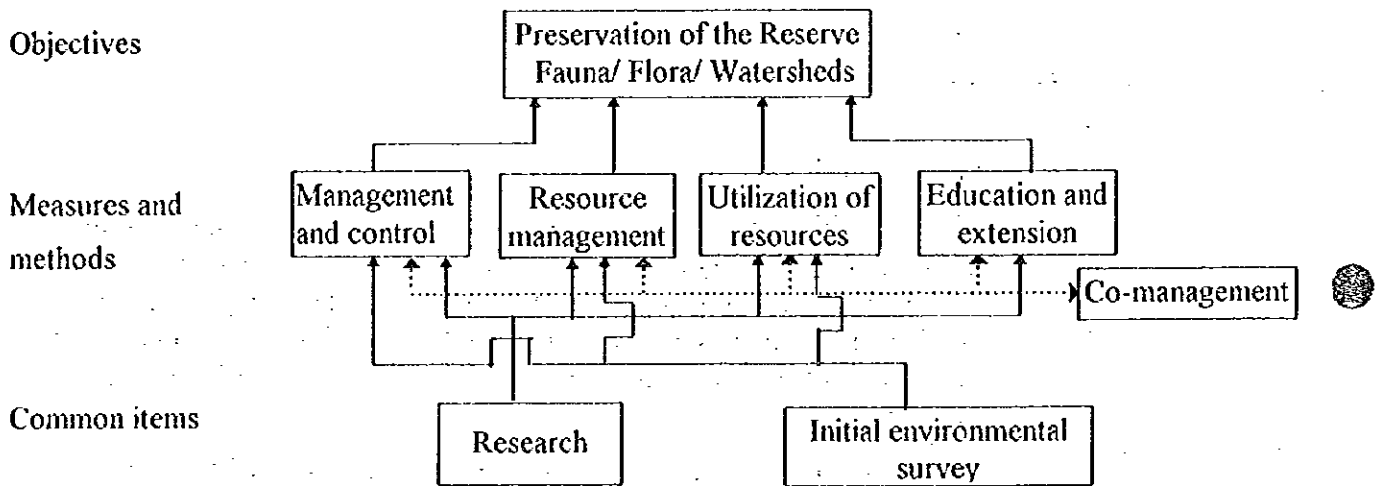 Objectives
Preservation of the Reserve
Fauna/ Flora/ Watersheds
Measures and
methods
Management
and control
Resource
management
Utilization of
resources
Education and
extension
Co-management
Common items
Research
Initial environmental
survey